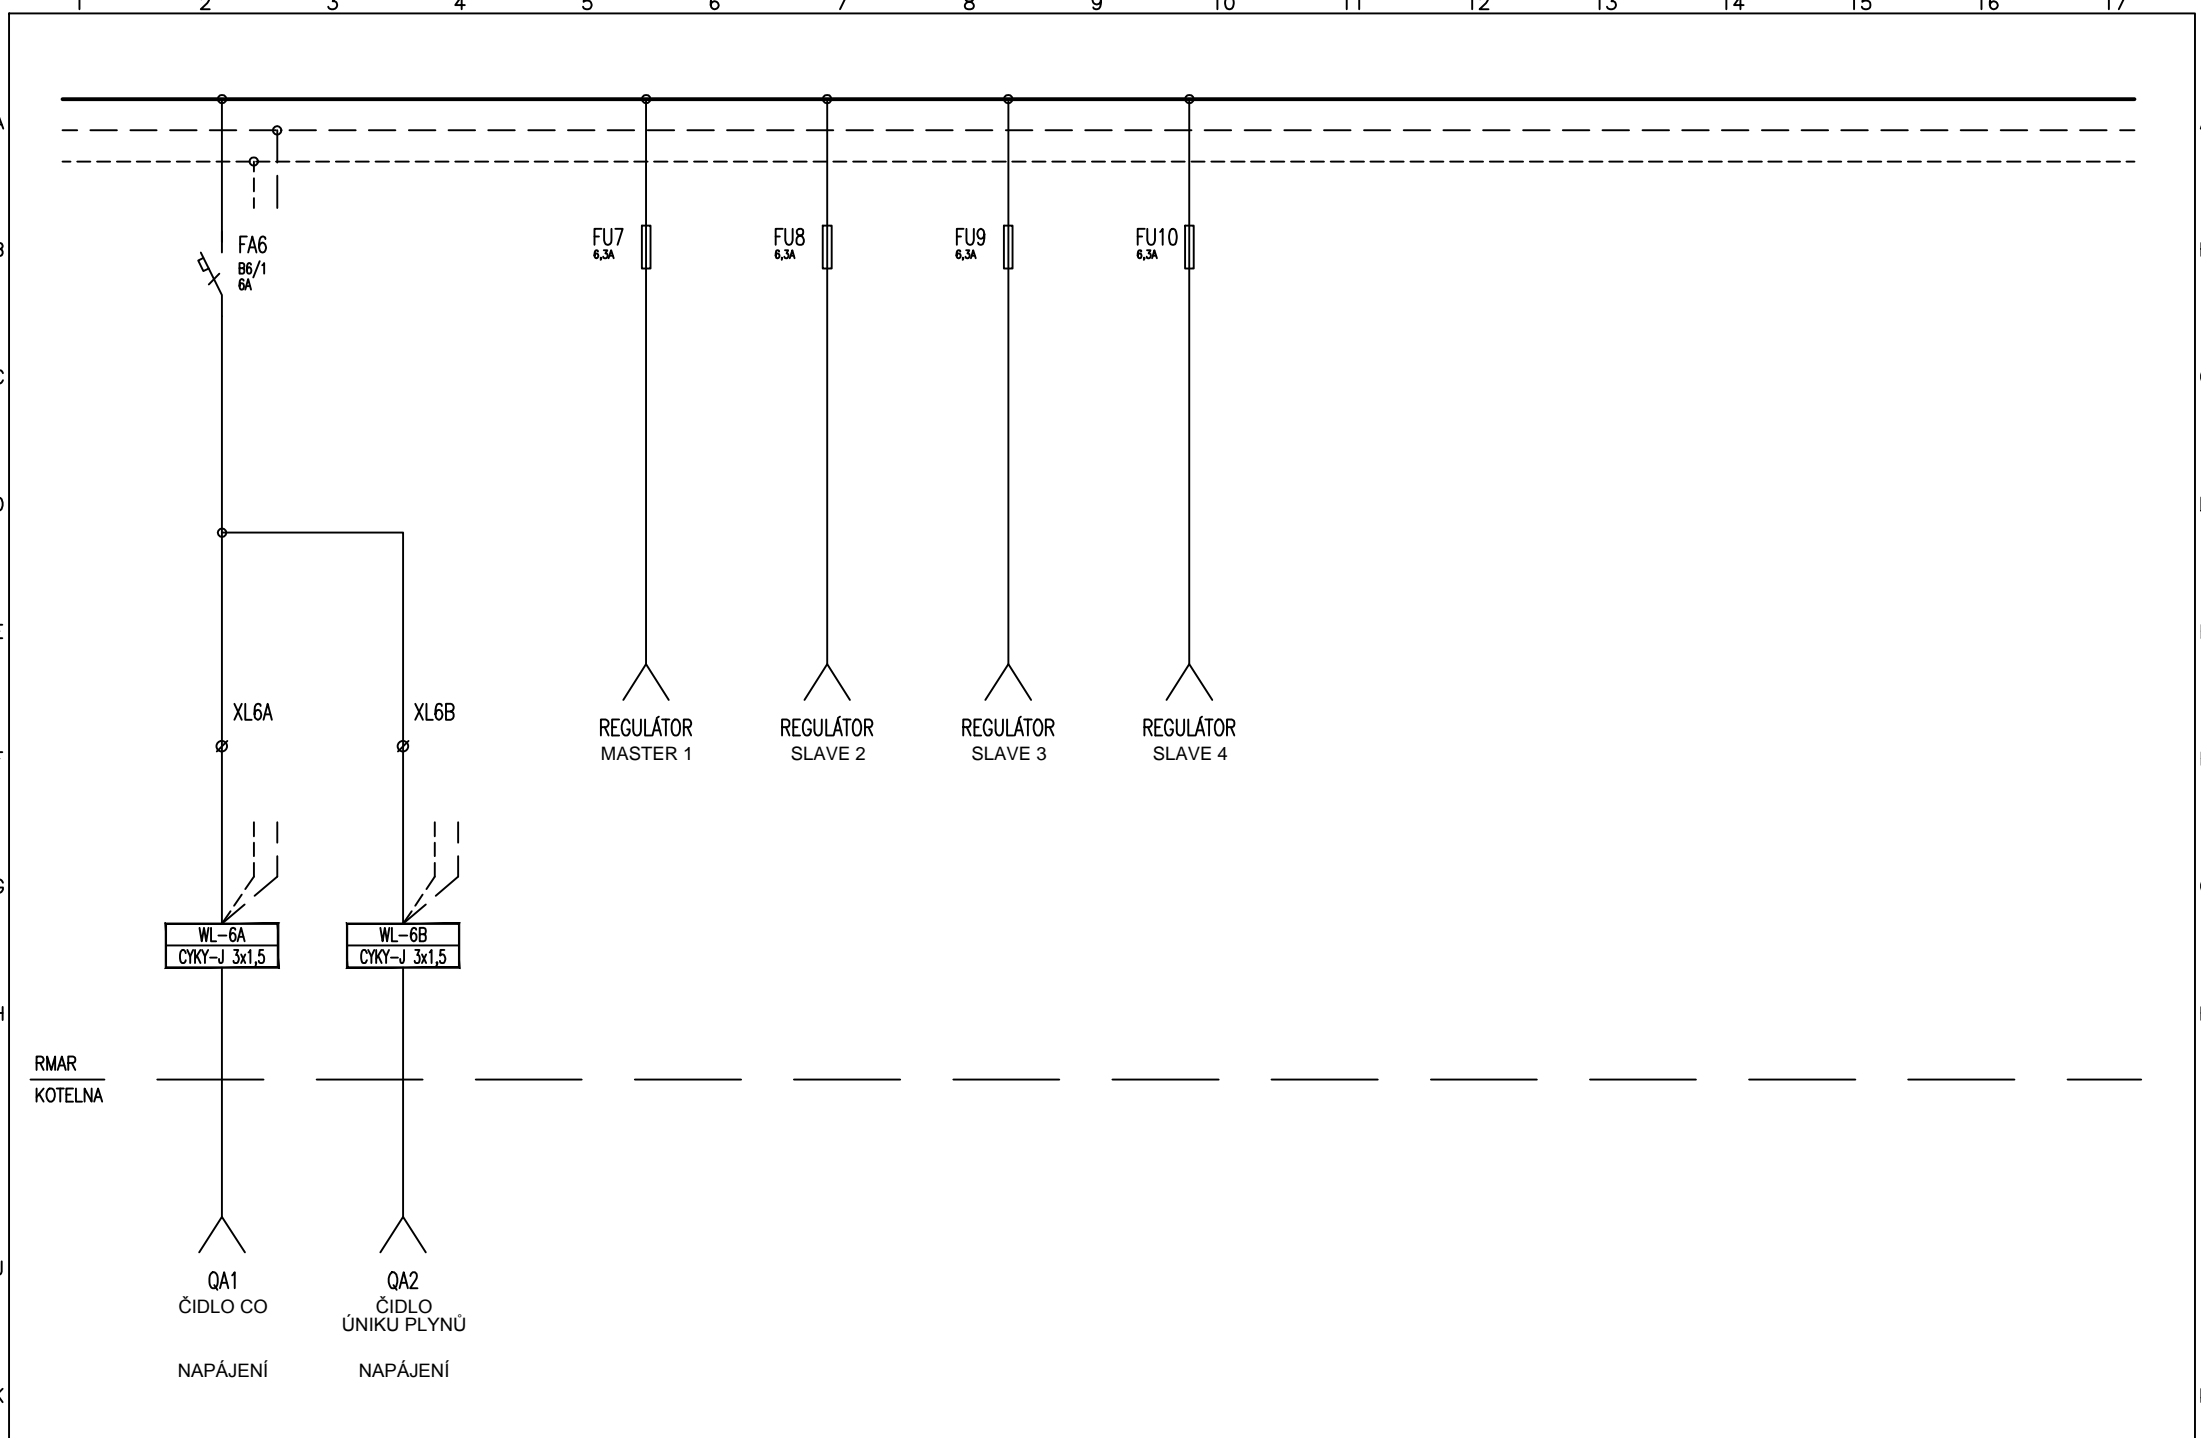 1 2 3 4 5 6 7 8 9 10 11 12 13 14 15 16 17
A
B
FA6
B6/1
6A
FU7
6,3A
FU8
6,3A
FU9
6,3A
FU10
6,3A
C
D
E
XL6A
XL6B
REGULÁTOR
MASTER 1
REGULÁTOR
SLAVE 2
REGULÁTOR
SLAVE 3
REGULÁTOR
SLAVE 4
F
G
WL-6A
CYKY-J 3x1,5
WL-6B
CYKY-J 3x1,5
H
RMAR
KOTELNA
J
QA1
ČIDLO CO
NAPÁJENÍ
QA2
ČIDLO
ÚNIKU PLYNŮ
NAPÁJENÍ
K